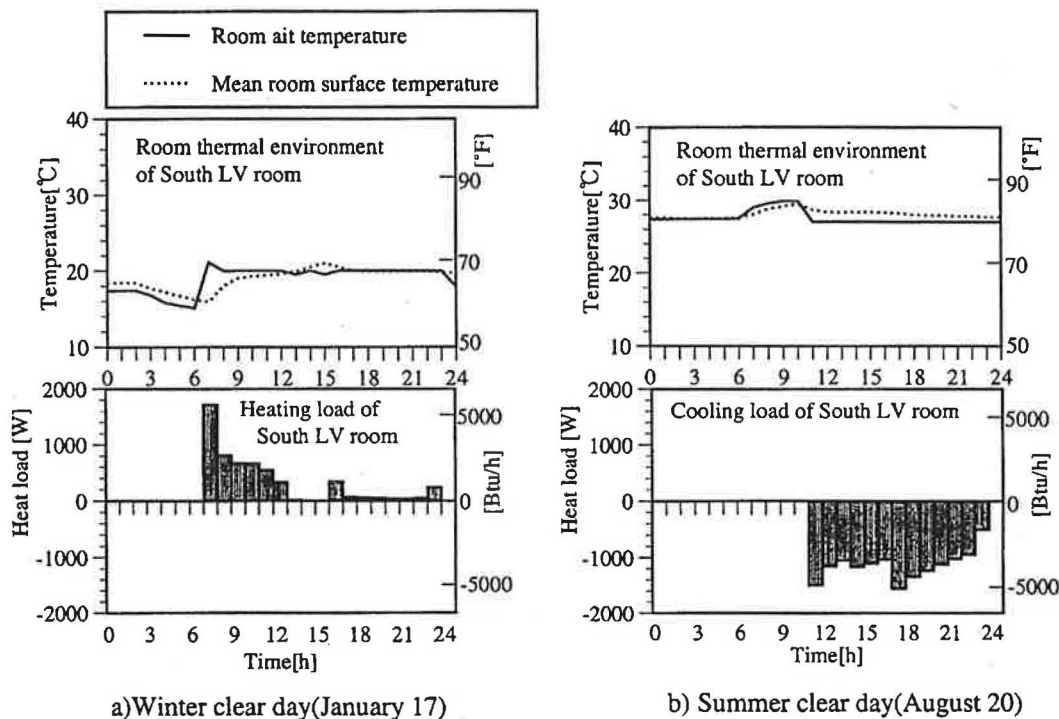 Room ait temperature
Mean room surface temperature
40
30
20
10
Temperature[℃]
Room thermal environment
of South LV room
90
70
50
[°F]
0 3 6 9 12 15 18 21 24
2000
1000
0
-1000
-2000
Heat load [W]
Heating load of
South LV room
5000
0
-5000
[Btu/h]
0 3 6 9 12 15 18 21 24
Time[h]
a)Winter clear day(January 17)
40
30
20
10
Temperature[℃]
Room thermal environment
of South LV room
90
70
50
[°F]
0 3 6 9 12 15 18 21 24
2000
1000
0
-1000
-2000
Heat load [W]
Cooling load of South LV room
5000
0
-5000
[Btu/h]
0 3 6 9 12 15 18 21 24
Time[h]
b) Summer clear day(August 20)